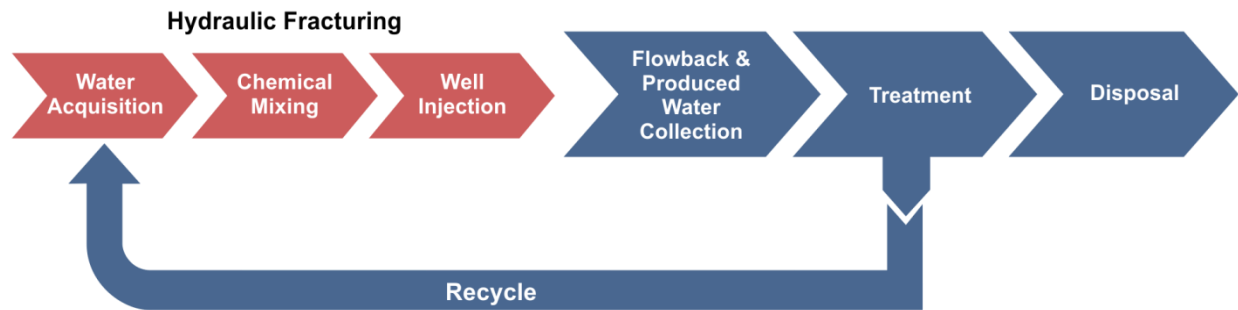 Hydraulic Fracturing
Water
Acquisition
Chemical
Mixing
Well
Injection
Flowback &
Produced
Water
Collection
Treatment
Disposal
Recycle